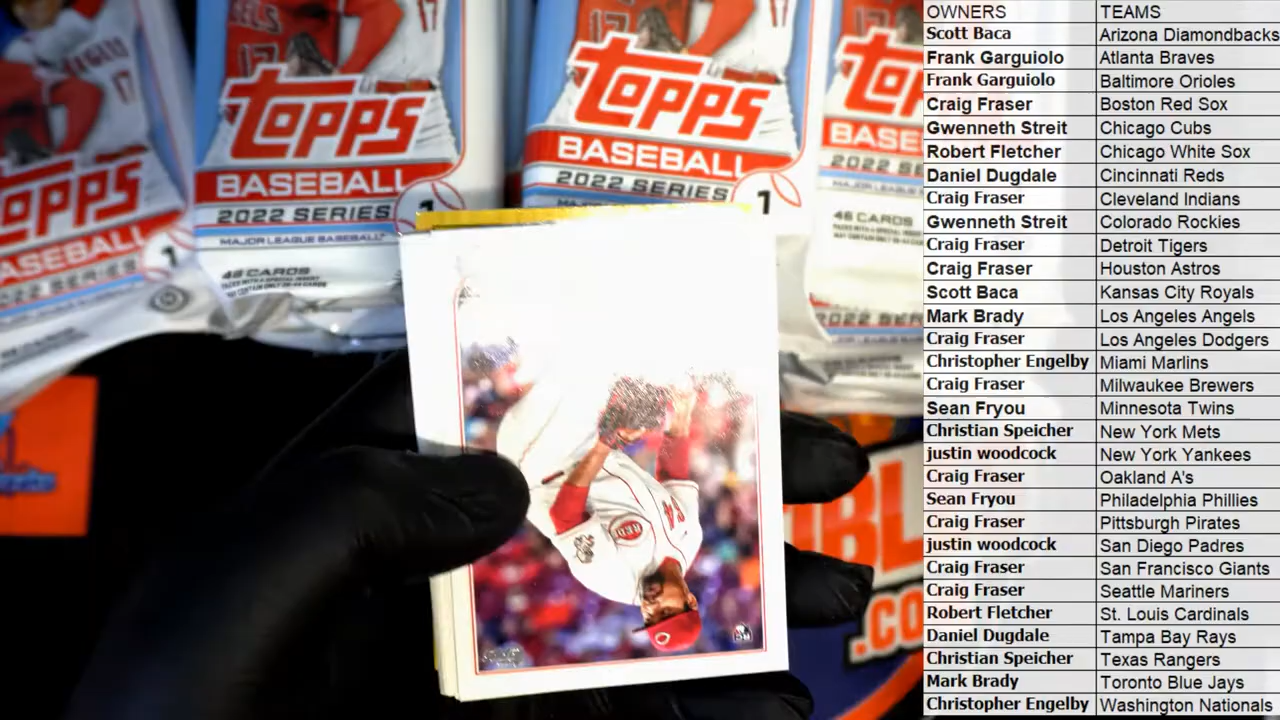 17
17
17
17
ANGELS
17
TOPPS
BASEBALL
2022 SERIES
1
MAJOR LEAGUE BASEBALL
46 CARDS
TOPPS
BASEBALL
2022 SERIES
1
BASEBALL
2022 SERIES
46 CARDS
2022 SERIES
REDS
.CO
OWNERS TEAMS
Scott Baca Arizona Diamondbacks
Frank Garguiolo Atlanta Braves
Frank Garguiolo Baltimore Orioles
Craig Fraser Boston Red Sox
Gwenneth Streit Chicago Cubs
Robert Fletcher Chicago White Sox
Daniel Dugdale Cincinnati Reds
Craig Fraser Cleveland Indians
Gwenneth Streit Colorado Rockies
Craig Fraser Detroit Tigers
Craig Fraser Houston Astros
Scott Baca Kansas City Royals
Mark Brady Los Angeles Angels
Craig Fraser Los Angeles Dodgers
Christopher Engelby Miami Marlins
Craig Fraser Milwaukee Brewers
Sean Fryou Minnesota Twins
Christian Speicher New York Mets
justin woodcock New York Yankees
Craig Fraser Oakland A's
Sean Fryou Philadelphia Phillies
Craig Fraser Pittsburgh Pirates
justin woodcock San Diego Padres
Craig Fraser San Francisco Giants
Craig Fraser Seattle Mariners
Robert Fletcher St. Louis Cardinals
Daniel Dugdale Tampa Bay Rays
Christian Speicher Texas Rangers
Mark Brady Toronto Blue Jays
Christopher Engelby Washington Nationals